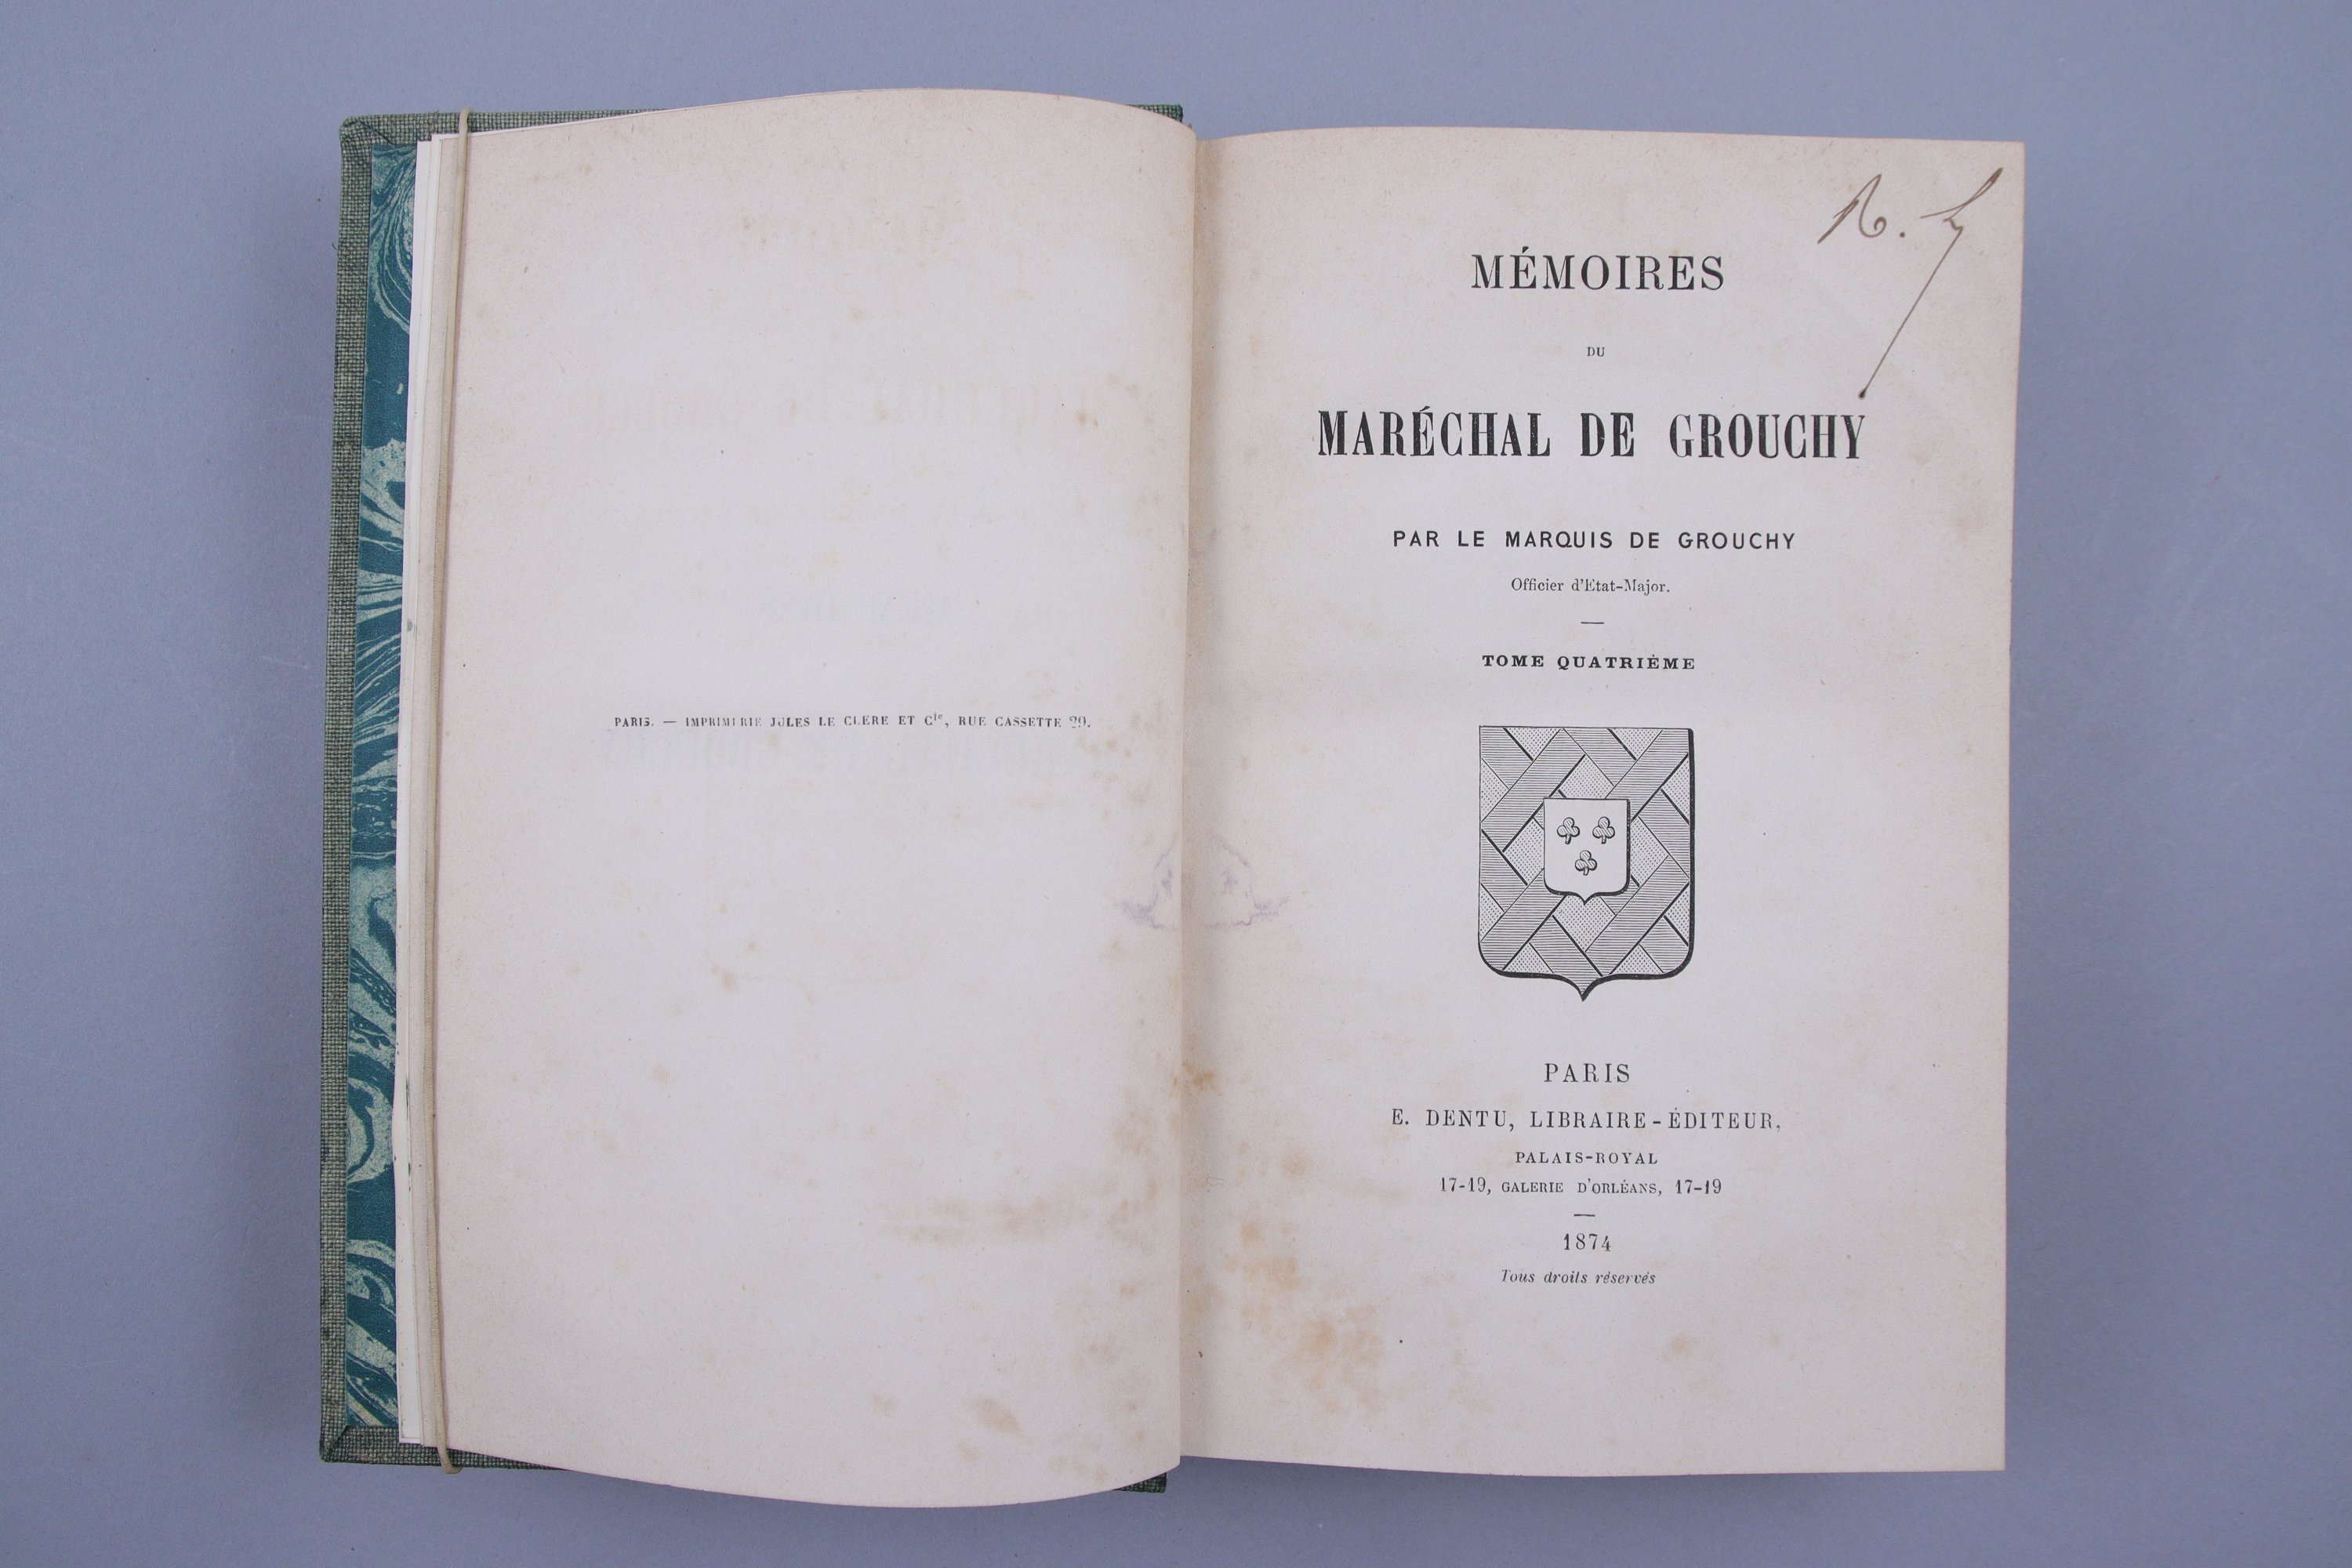 PARIS. — IMPRIMERIE JULES LE CLERE ET Cie, RUE CASSETTE 29.
MÉMOIRES
DU
MARÉCHAL DE GROUCHY
PAR LE MARQUIS DE GROUCHY
Officier d'Etat-Major.
TOME QUATRIÈME
PARIS
E. DENTU, LIBRAIRE-ÉDITEUR,
PALAIS-ROYAL
17-19, GALERIE D'ORLÉANS, 17-19
1874
Tous droits réservés